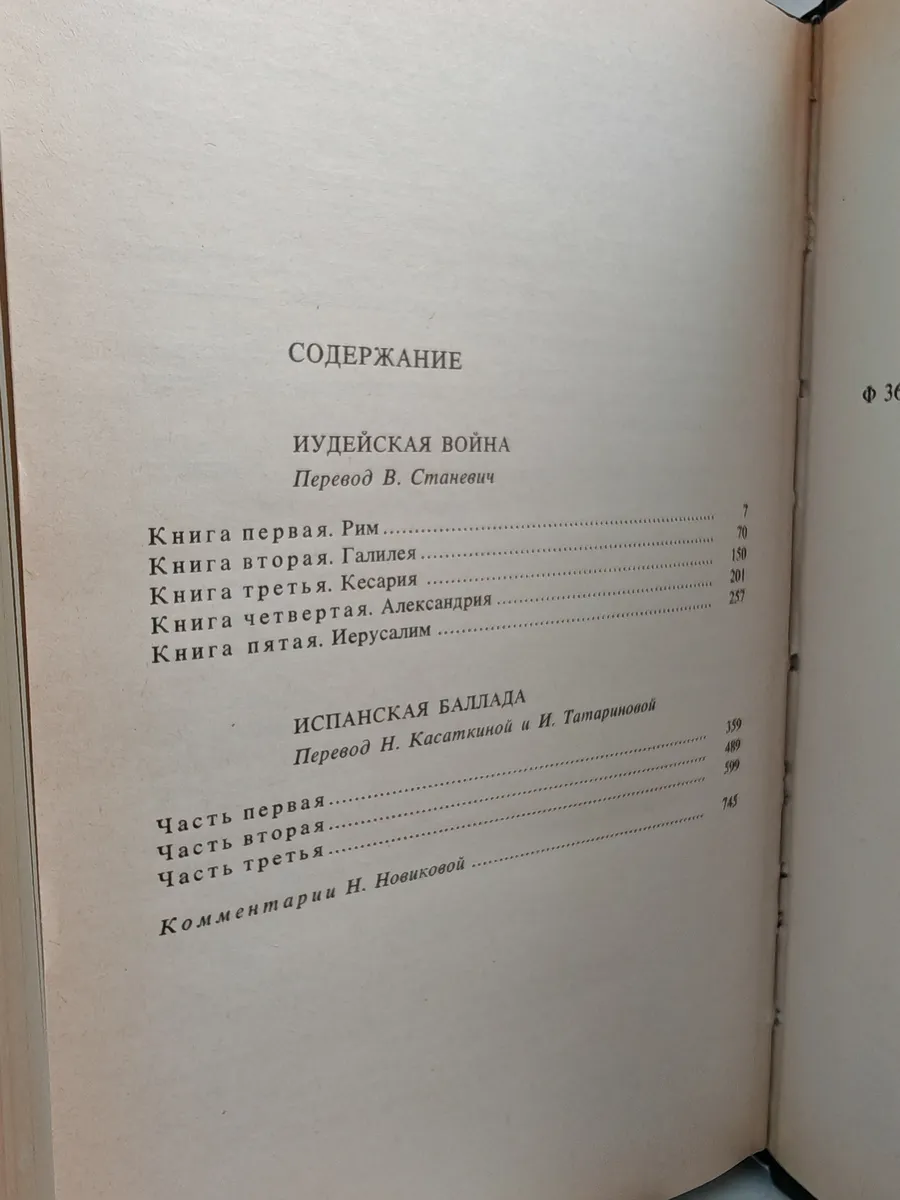 СОДЕРЖАНИЕ
ИУДЕЙСКАЯ ВОЙНА
Перевод В. Станевич
Книга первая. Рим 7
Книга вторая. Галилея 70
Книга третья. Кесария 150
Книга четвертая. Александрия 201
Книга пятая. Иерусалим 257
ИСПАНСКАЯ БАЛЛАДА
Перевод Н. Касаткиной и И. Татариновой
Часть первая 359
Часть вторая 489
Часть третья 599
Комментарии Н. Новиковой 745
Ф 36